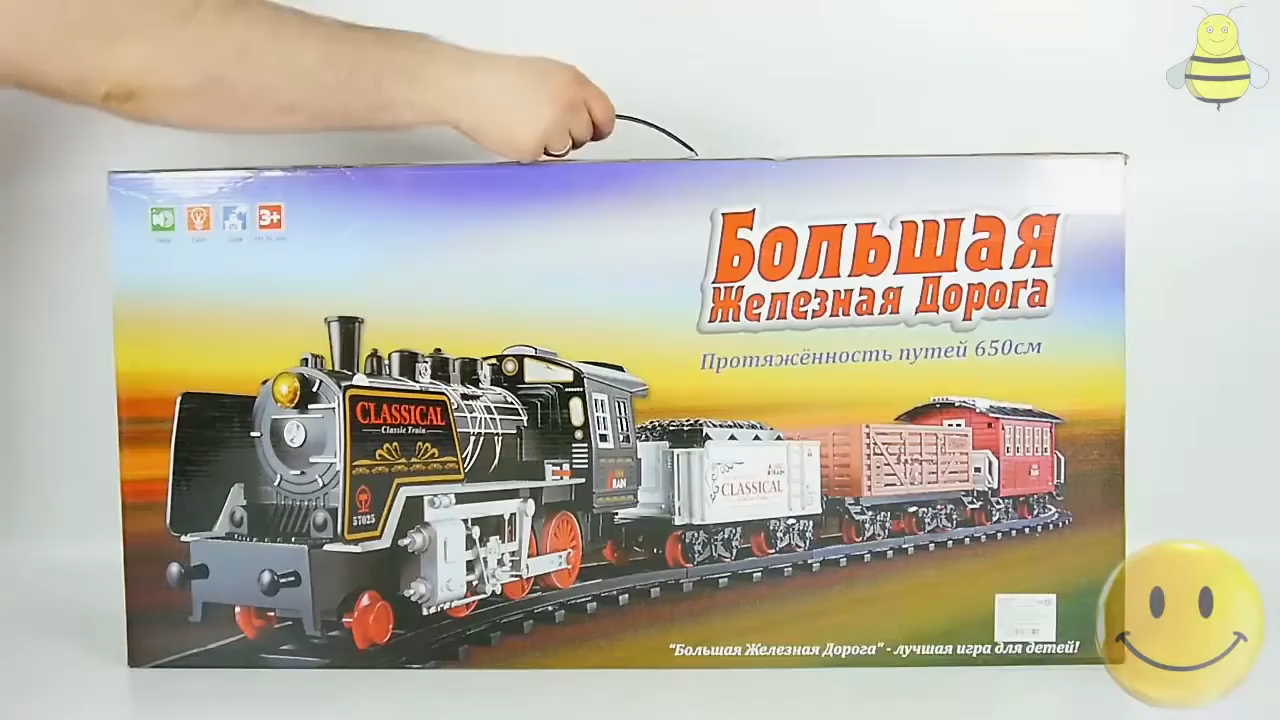 3+
Большая
Железная Дорога
Протяжённость путей 650см
CLASSICAL
Classic Train
57025
CLASSICAL
"Большая Железная Дорога" - лучшая игра для детей!